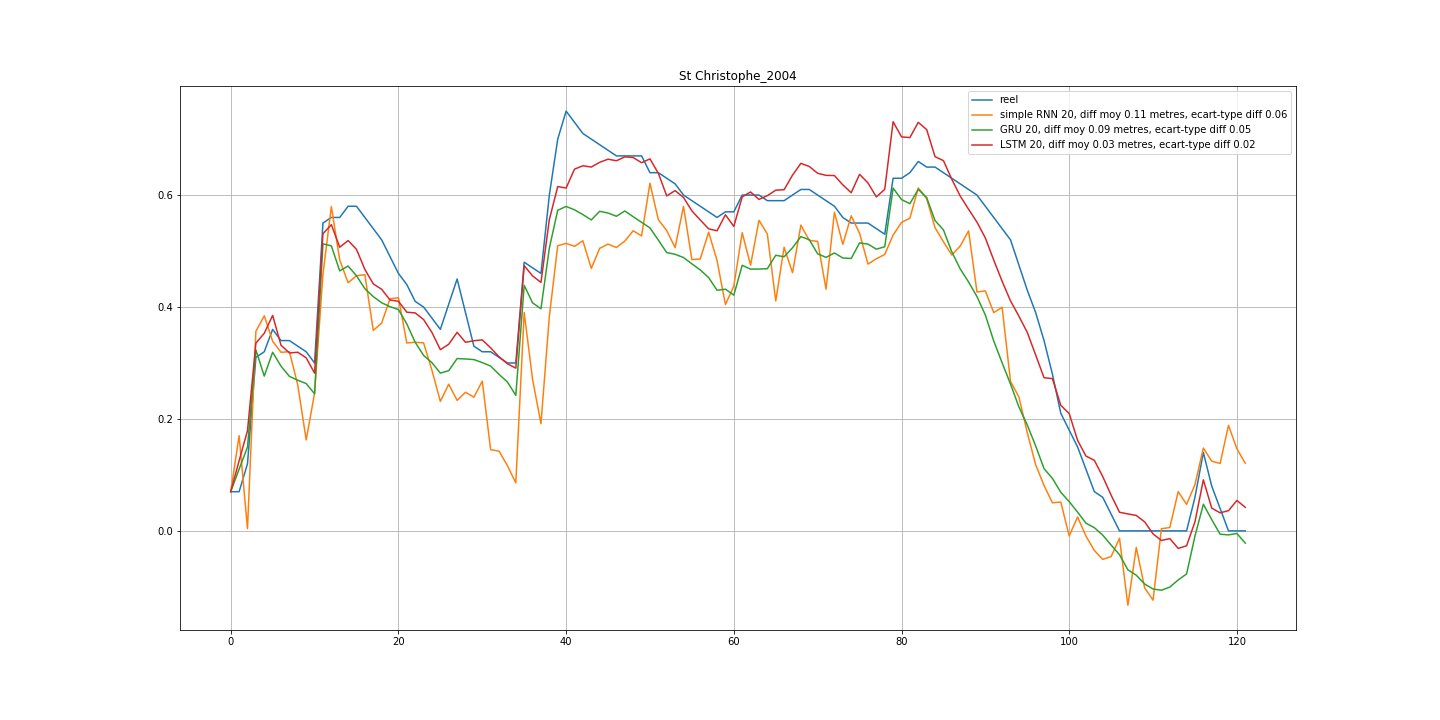 St Christophe_2004
reel
simple RNN 20, diff moy 0.11 metres, ecart-type diff 0.06
GRU 20, diff moy 0.09 metres, ecart-type diff 0.05
LSTM 20, diff moy 0.03 metres, ecart-type diff 0.02
0.6
0.4
0.2
0.0
0 20 40 60 80 100 120